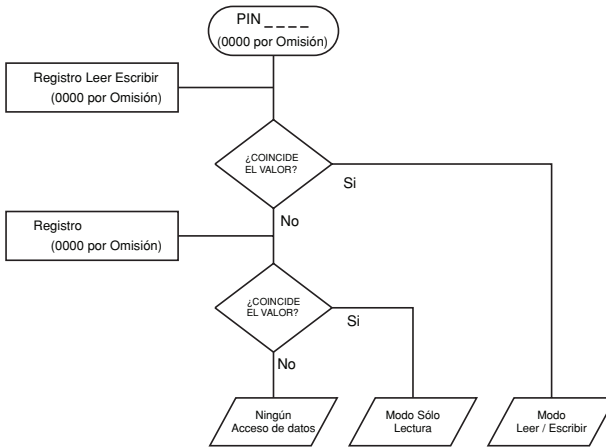 PIN _ _ _ _
(0000 por Omisión)
Registro Leer Escribir
(0000 por Omisión)
¿COINCIDE
EL VALOR?
Si
No
Registro
(0000 por Omisión)
¿COINCIDE
EL VALOR?
Si
No
Ningún
Acceso de datos
Modo Sólo
Lectura
Modo
Leer / Escribir